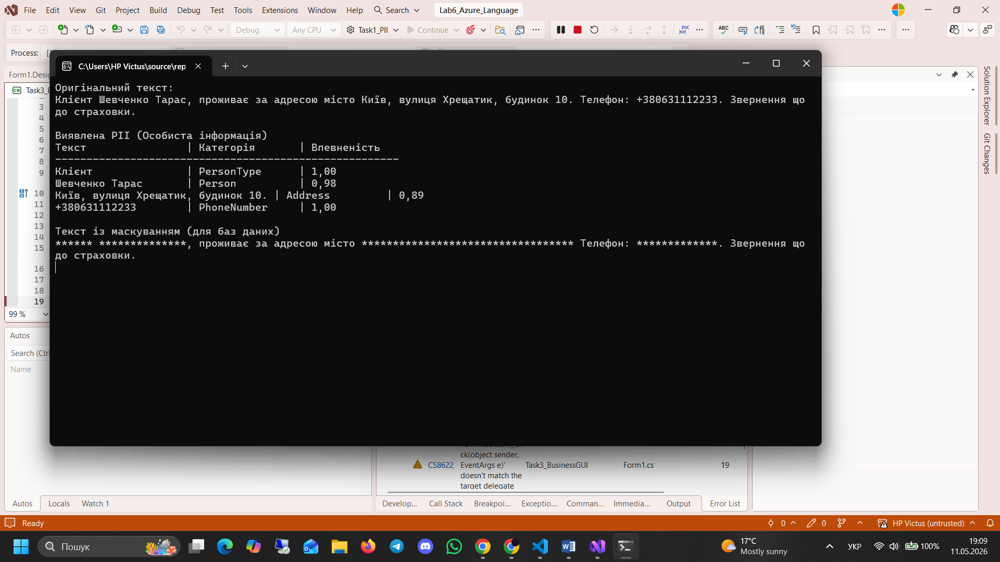 File Edit View Git Project Build Debug Test Tools Extensions Window Help Search Lab6_Azure_Language
Debug Any CPU Task1_PII Continue
Process:
C:\Users\HP Victus\source\rep
Form1.Desig
Оригінальний текст:
Клієнт Шевченко Тарас, проживає за адресою місто Київ, вулиця Хрещатик, будинок 10. Телефон: +380631112233. Звернення що
до страховки.
Виявлена PII (Особиста інформація)
Текст | Категорія | Впевненість
-------------------------------------------------------
Клієнт | PersonType | 1,00
Шевченко Тарас | Person | 0,98
Київ, вулиця Хрещатик, будинок 10. | Address | 0,89
+380631112233 | PhoneNumber | 1,00
Текст із маскуванням (для баз даних)
****** **************, проживає за адресою місто ********************************** Телефон: *************. Звернення що
до страховки.
3
4
5
6
7
8
9
10
11
12
13
14
15
16
17
18
19
99 %
Solution Explorer
Git Changes
Autos
Search (Ctrl
Name
ck(object sender,
CS8622 EventArgs e)' Task3_BusinessGUI Form1.cs 19
doesn't match the
target delegate
Autos Locals Watch 1
Develop... Call Stack Breakpoi... Exceptio... Comman... Immedia... Output Error List
Ready 0 0 HP Victus (untrusted)
Пошук
17°C
Mostly sunny
УКР
100%
19:09
11.05.2026